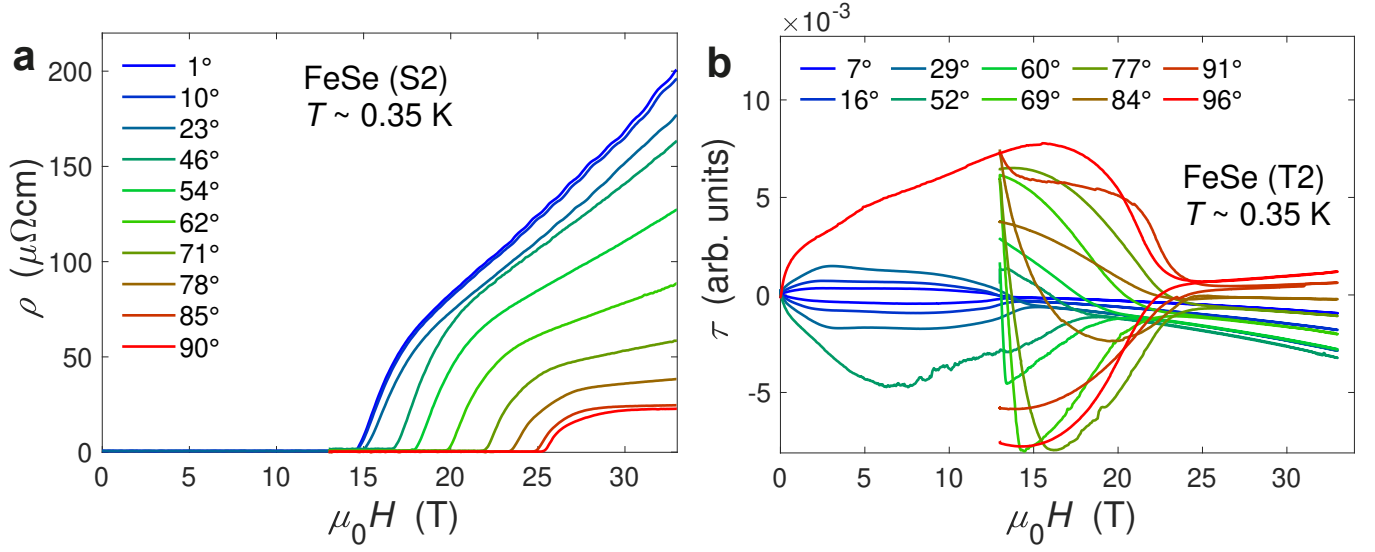 a
FeSe (S2)
T ~ 0.35 K
1°
10°
23°
46°
54°
62°
71°
78°
85°
90°
ρ (μΩcm)
200
150
100
50
0
0 5 10 15 20 25 30
μ₀H (T)
b
×10⁻³
7° 29° 60° 77° 91°
16° 52° 69° 84° 96°
FeSe (T2)
T ~ 0.35 K
τ (arb. units)
10
5
0
-5
0 5 10 15 20 25 30
μ₀H (T)